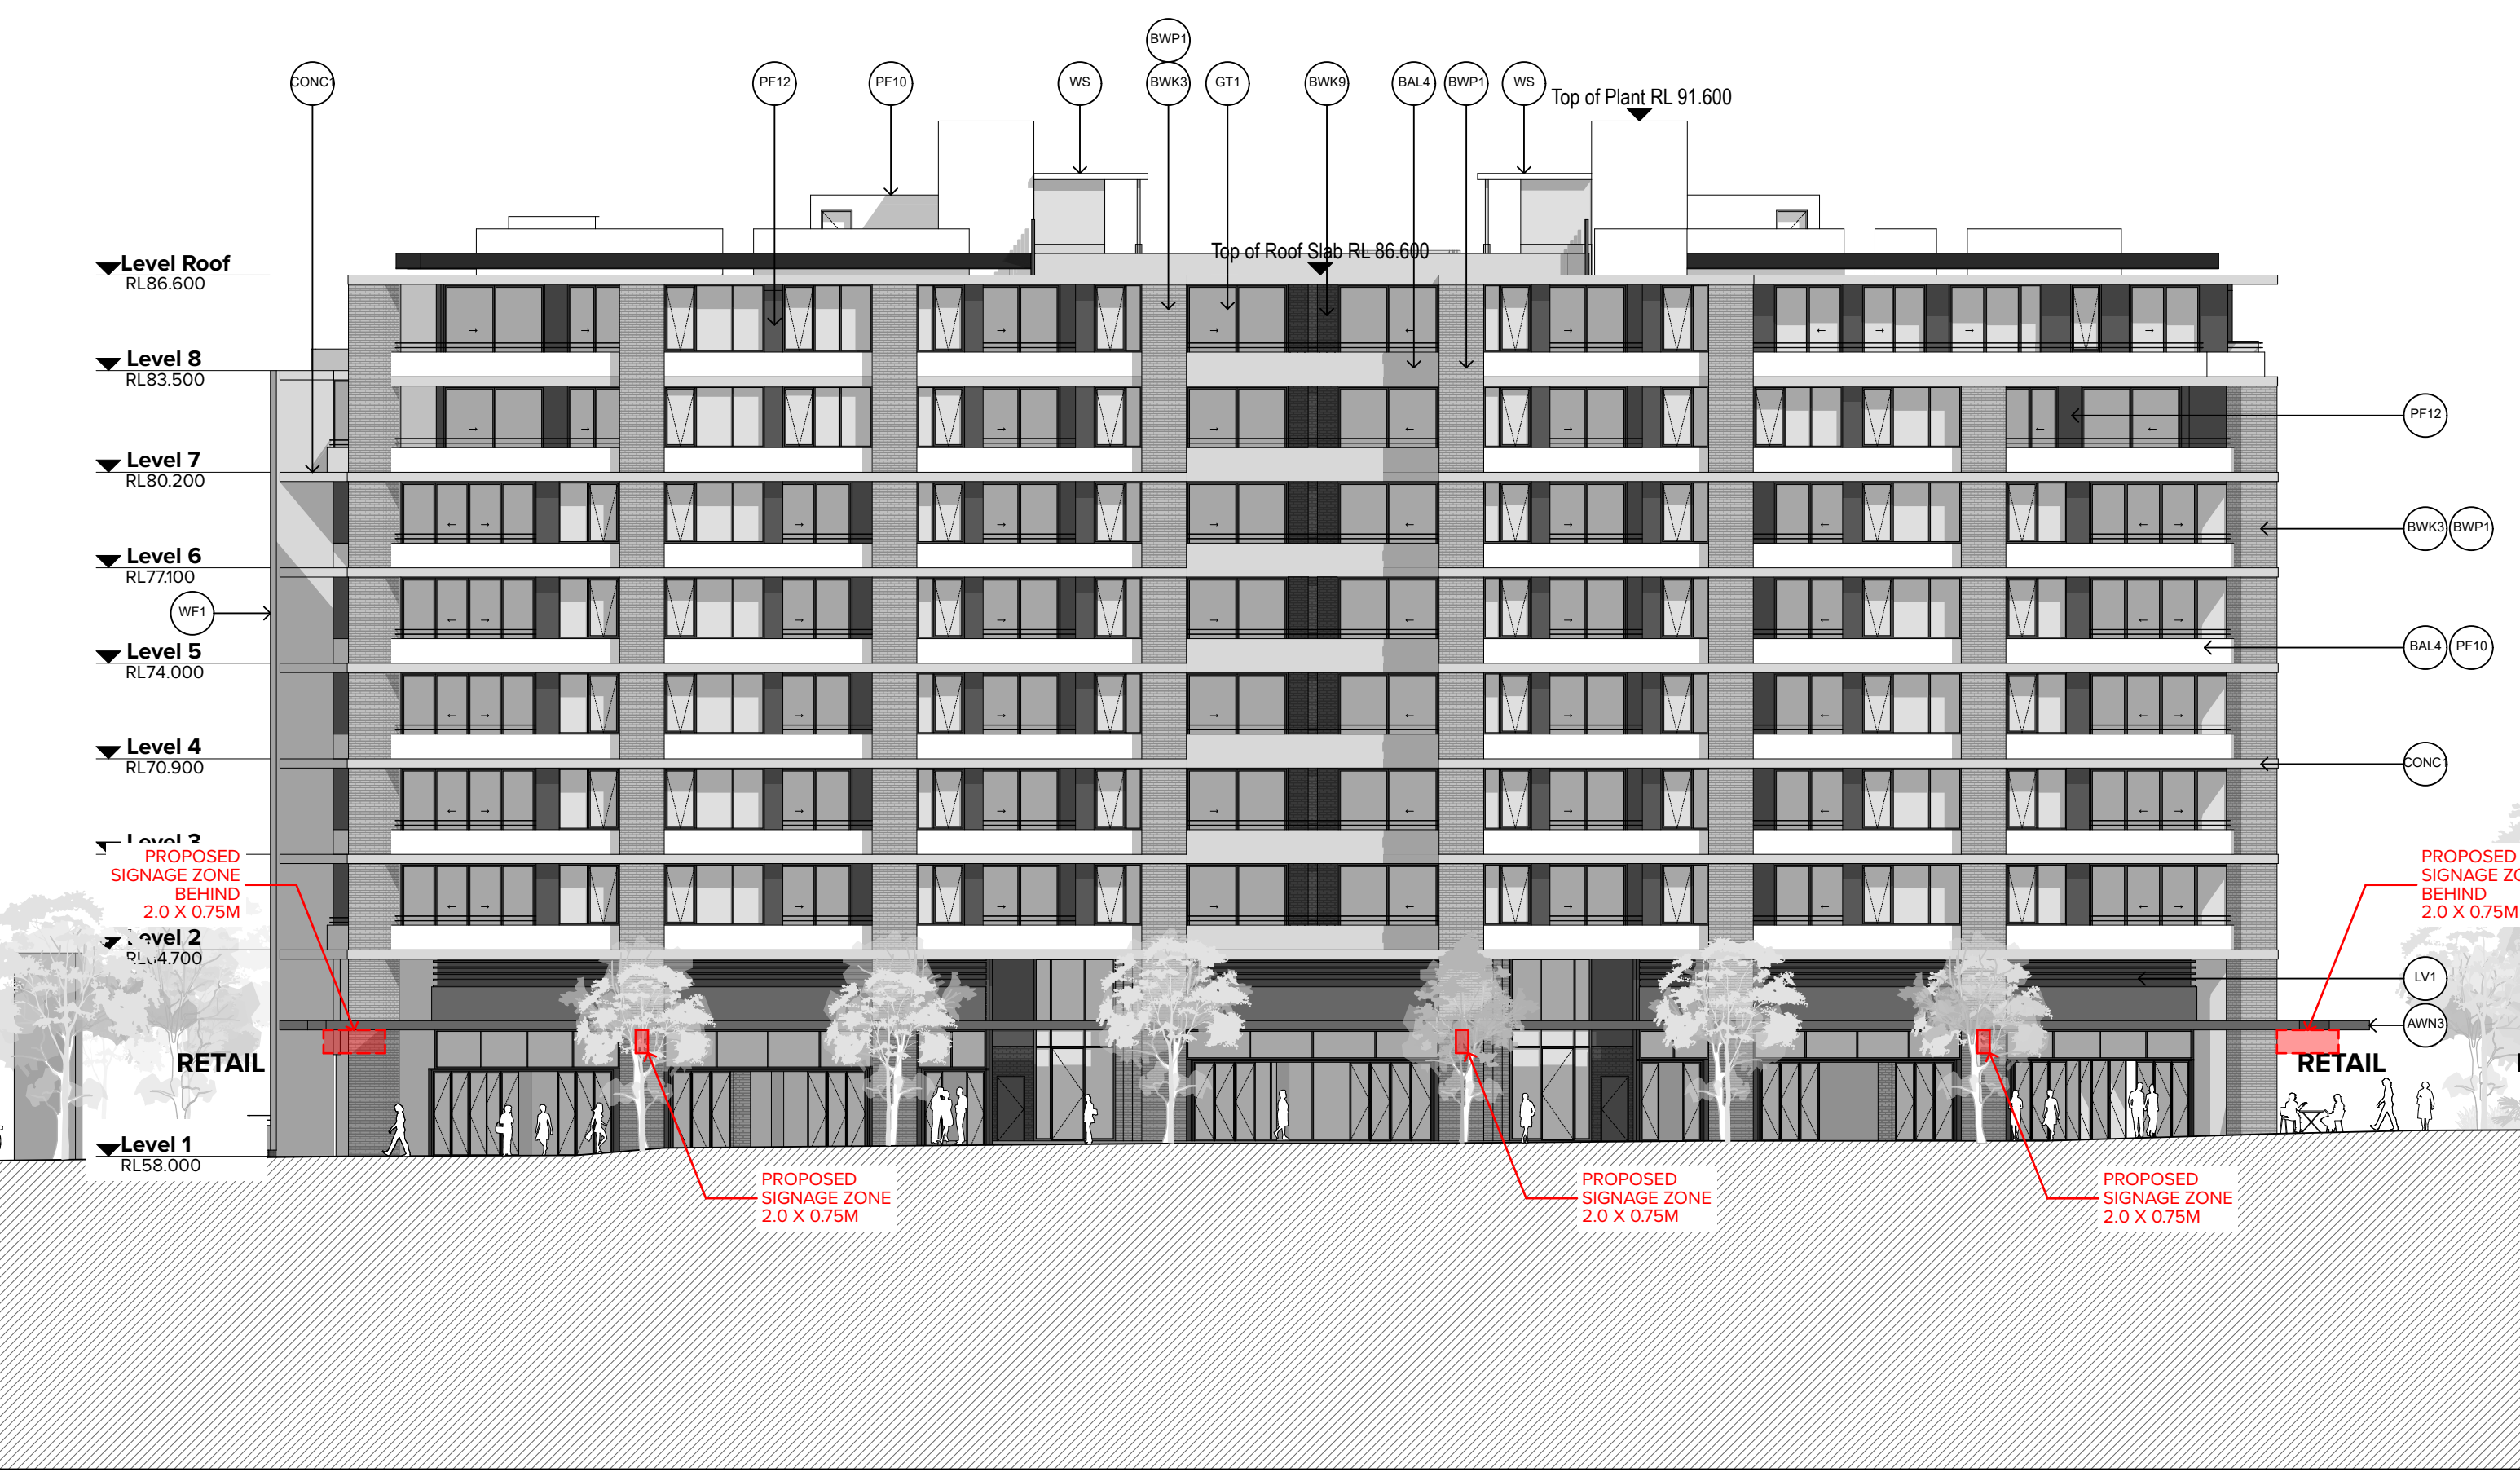 BWP1
CONC1
PF12
PF10
WS
BWK3
GT1
BWK9
BAL4
BWP1
WS
Top of Plant RL 91.600
Top of Roof Slab RL 86.600
Level Roof
RL86.600
Level 8
RL83.500
PF12
Level 7
RL80.200
BWK3
BWP1
Level 6
RL77.100
WF1
Level 5
RL74.000
BAL4
PF10
Level 4
RL70.900
CONC1
Level 3
PROPOSED
SIGNAGE ZONE
BEHIND
2.0 X 0.75M
PROPOSED
SIGNAGE ZO
BEHIND
2.0 X 0.75M
Level 2
LV1
AWN3
RETAIL
RETAIL
Level 1
RL58.000
PROPOSED
SIGNAGE ZONE
2.0 X 0.75M
PROPOSED
SIGNAGE ZONE
2.0 X 0.75M
PROPOSED
SIGNAGE ZONE
2.0 X 0.75M